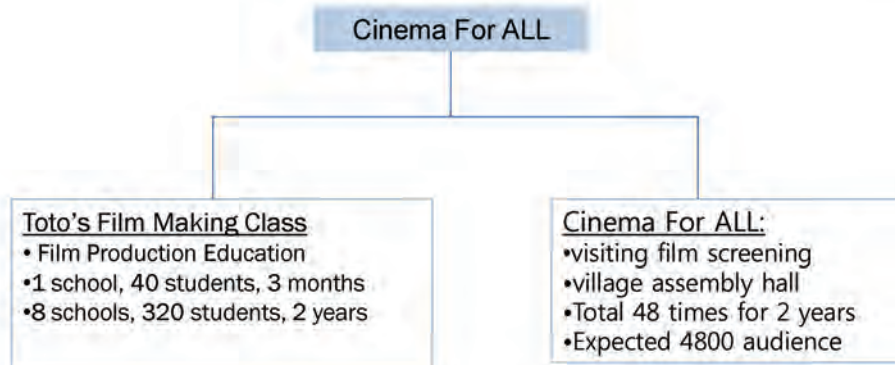 Cinema For ALL
Toto's Film Making Class
• Film Production Education
•1 school, 40 students, 3 months
•8 schools, 320 students, 2 years
Cinema For ALL:
•visiting film screening
•village assembly hall
•Total 48 times for 2 years
•Expected 4800 audience